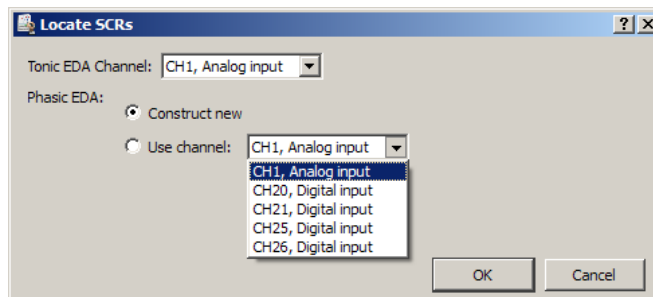 Locate SCRs
Tonic EDA Channel: CH1, Analog input
Phasic EDA:
Construct new
Use channel: CH1, Analog input
CH1, Analog input
CH20, Digital input
CH21, Digital input
CH25, Digital input
CH26, Digital input
OK Cancel